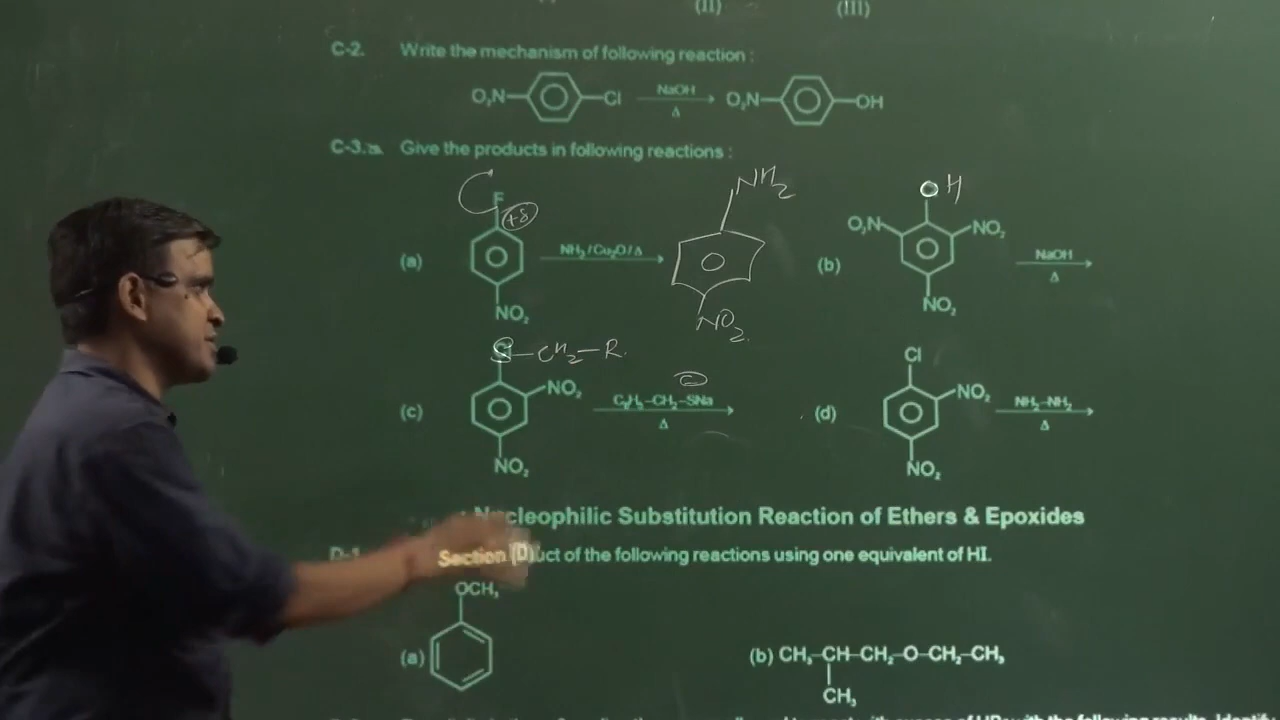 (II) (III)
C-2. Write the mechanism of following reaction :
O₂N Cl NaOH Δ O₂N OH
C-3. Give the products in following reactions :
(a) F +δ NO₂ NH₃/Cu₂O/Δ NH₂ NO₂
(b) OH O₂N NO₂ NO₂ NaOH Δ
(c) S-CH₂-R. NO₂ NO₂ C₆H₅-CH₂-SNa Δ
(d) Cl NO₂ NO₂ NH₂-NH₂ Δ
Section (D) Nucleophilic Substitution Reaction of Ethers & Epoxides
D-1 of the following reactions using one equivalent of HI.
(a) OCH₃
(b) CH₃-CH-CH₂-O-CH₂-CH₃
CH₃